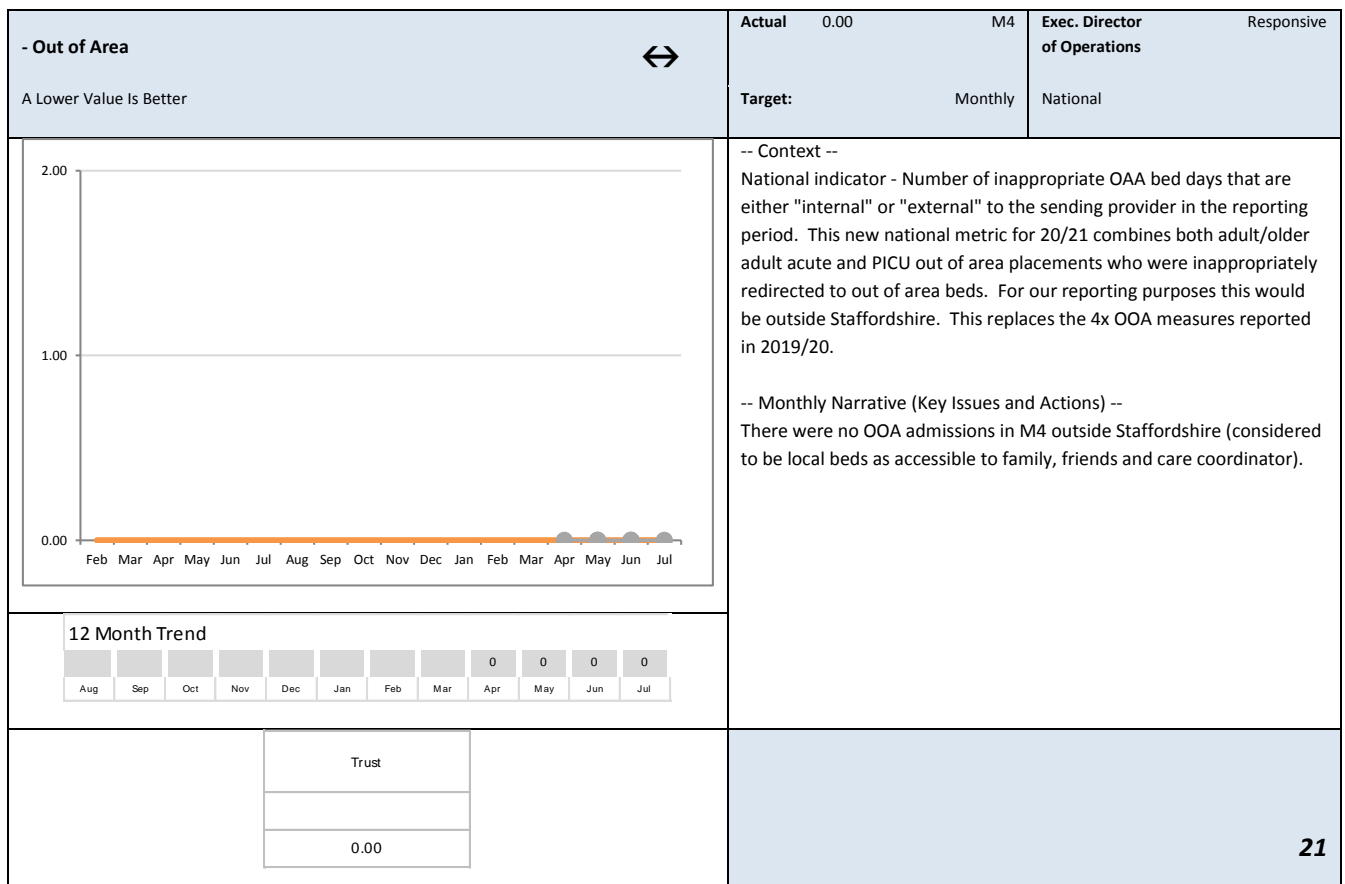 - Out of Area
↔
A Lower Value Is Better
Actual 0.00 M4
Target: Monthly
Exec. Director Responsive
of Operations
National
2.00
1.00
0.00
Feb Mar Apr May Jun Jul Aug Sep Oct Nov Dec Jan Feb Mar Apr May Jun Jul
12 Month Trend
0 0 0 0
Aug Sep Oct Nov Dec Jan Feb Mar Apr May Jun Jul
Trust
0.00
-- Context --
National indicator - Number of inappropriate OAA bed days that are
either "internal" or "external" to the sending provider in the reporting
period. This new national metric for 20/21 combines both adult/older
adult acute and PICU out of area placements who were inappropriately
redirected to out of area beds. For our reporting purposes this would
be outside Staffordshire. This replaces the 4x OOA measures reported
in 2019/20.
-- Monthly Narrative (Key Issues and Actions) --
There were no OOA admissions in M4 outside Staffordshire (considered
to be local beds as accessible to family, friends and care coordinator).
21